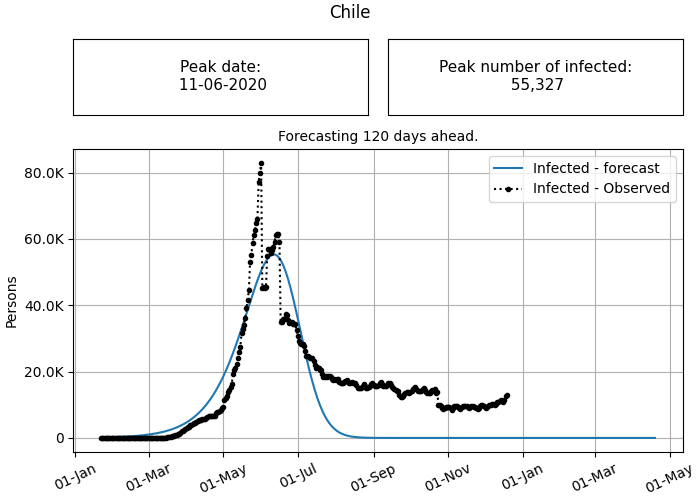 Chile
Peak date:
11-06-2020
Peak number of infected:
55,327
Forecasting 120 days ahead.
Infected - forecast
Infected - Observed
80.0K
60.0K
40.0K
20.0K
0
Persons
01-Jan
01-Mar
01-May
01-Jul
01-Sep
01-Nov
01-Jan
01-Mar
01-May